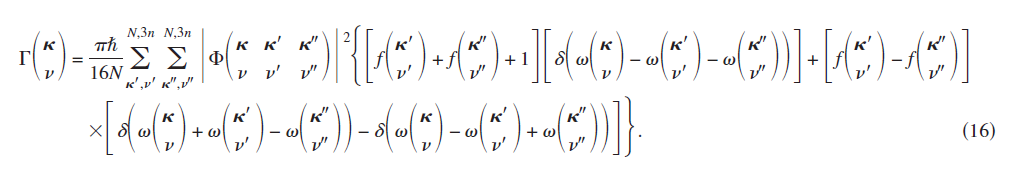 Γ(κ ν) = πħ/16N ∑_{κ′,ν′}^{N,3n} ∑_{κ″,ν″}^{N,3n} |Φ(κ κ′ κ″ ν ν′ ν″)|² {[f(κ′ ν′) + f(κ″ ν″) + 1][δ(ω(κ ν) − ω(κ′ ν′) − ω(κ″ ν″))] + [f(κ′ ν′) − f(κ″ ν″)]
×[δ(ω(κ ν) + ω(κ′ ν′) − ω(κ″ ν″)) − δ(ω(κ ν) − ω(κ′ ν′) + ω(κ″ ν″))]}. (16)